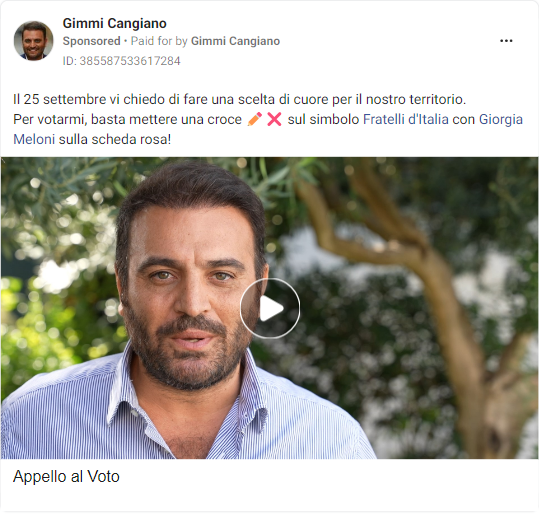 Gimmi Cangiano
Sponsored • Paid for by Gimmi Cangiano
ID: 385587533617284
Il 25 settembre vi chiedo di fare una scelta di cuore per il nostro territorio.
Per votarmi, basta mettere una croce ✏️ ❌ sul simbolo Fratelli d'Italia con Giorgia
Meloni sulla scheda rosa!
Appello al Voto